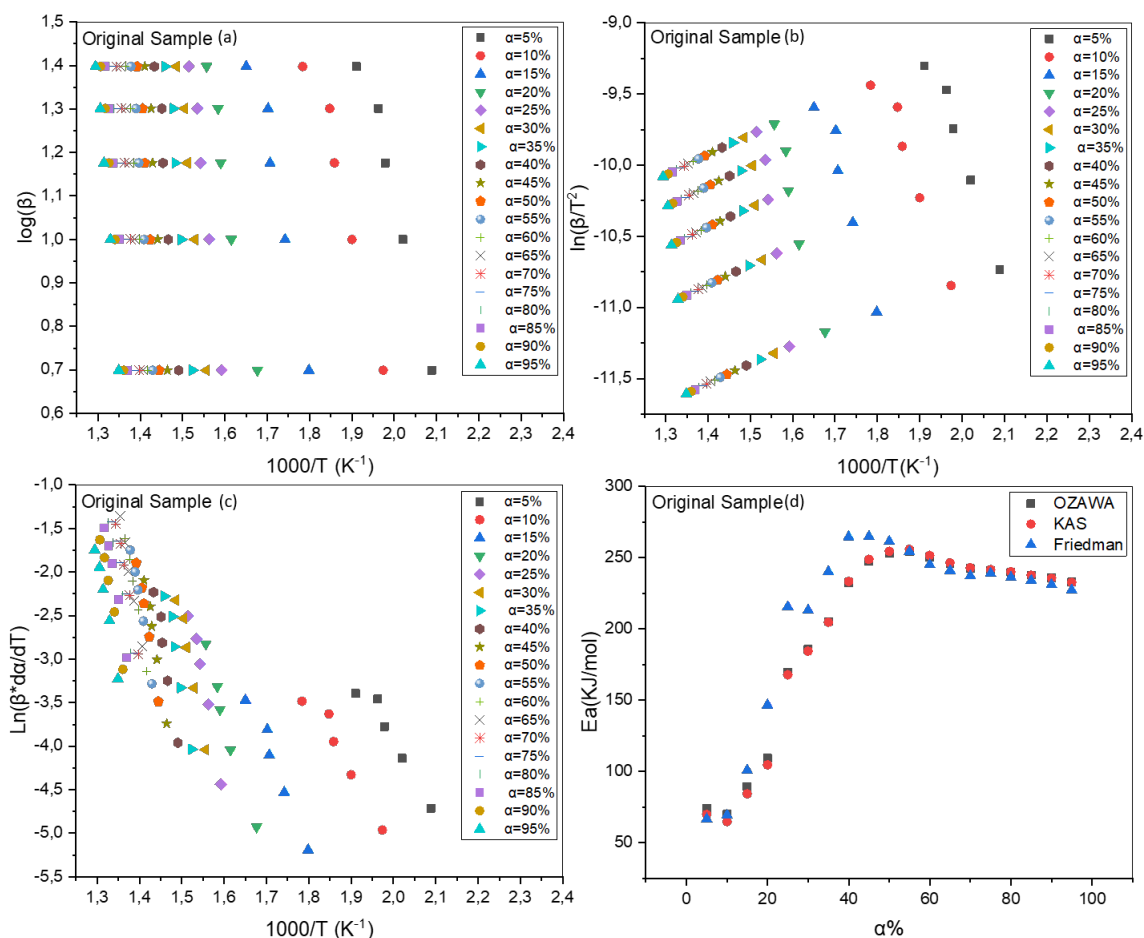 Original Sample (a)
log(β)
1,5
1,4
1,3
1,2
1,1
1,0
0,9
0,8
0,7
0,6
1,3 1,4 1,5 1,6 1,7 1,8 1,9 2,0 2,1 2,2 2,3 2,4
1000/T (K-1)
α=5%
α=10%
α=15%
α=20%
α=25%
α=30%
α=35%
α=40%
α=45%
α=50%
α=55%
α=60%
α=65%
α=70%
α=75%
α=80%
α=85%
α=90%
α=95%
Original Sample (b)
ln(β/T2)
-9,0
-9,5
-10,0
-10,5
-11,0
-11,5
1,3 1,4 1,5 1,6 1,7 1,8 1,9 2,0 2,1 2,2 2,3 2,4
1000/T(K-1)
α=5%
α=10%
α=15%
α=20%
α=25%
α=30%
α=35%
α=40%
α=45%
α=50%
α=55%
α=60%
α=65%
α=70%
α=75%
α=80%
α=85%
α=90%
α=95%
Original Sample (c)
Ln(β*dα/dT)
-1,0
-1,5
-2,0
-2,5
-3,0
-3,5
-4,0
-4,5
-5,0
-5,5
1,3 1,4 1,5 1,6 1,7 1,8 1,9 2,0 2,1 2,2 2,3 2,4
1000/T (K-1)
α=5%
α=10%
α=15%
α=20%
α=25%
α=30%
α=35%
α=40%
α=45%
α=50%
α=55%
α=60%
α=65%
α=70%
α=75%
α=80%
α=85%
α=90%
α=95%
Original Sample(d)
Ea(KJ/mol)
300
250
200
150
100
50
0 20 40 60 80 100
α%
OZAWA
KAS
Friedman